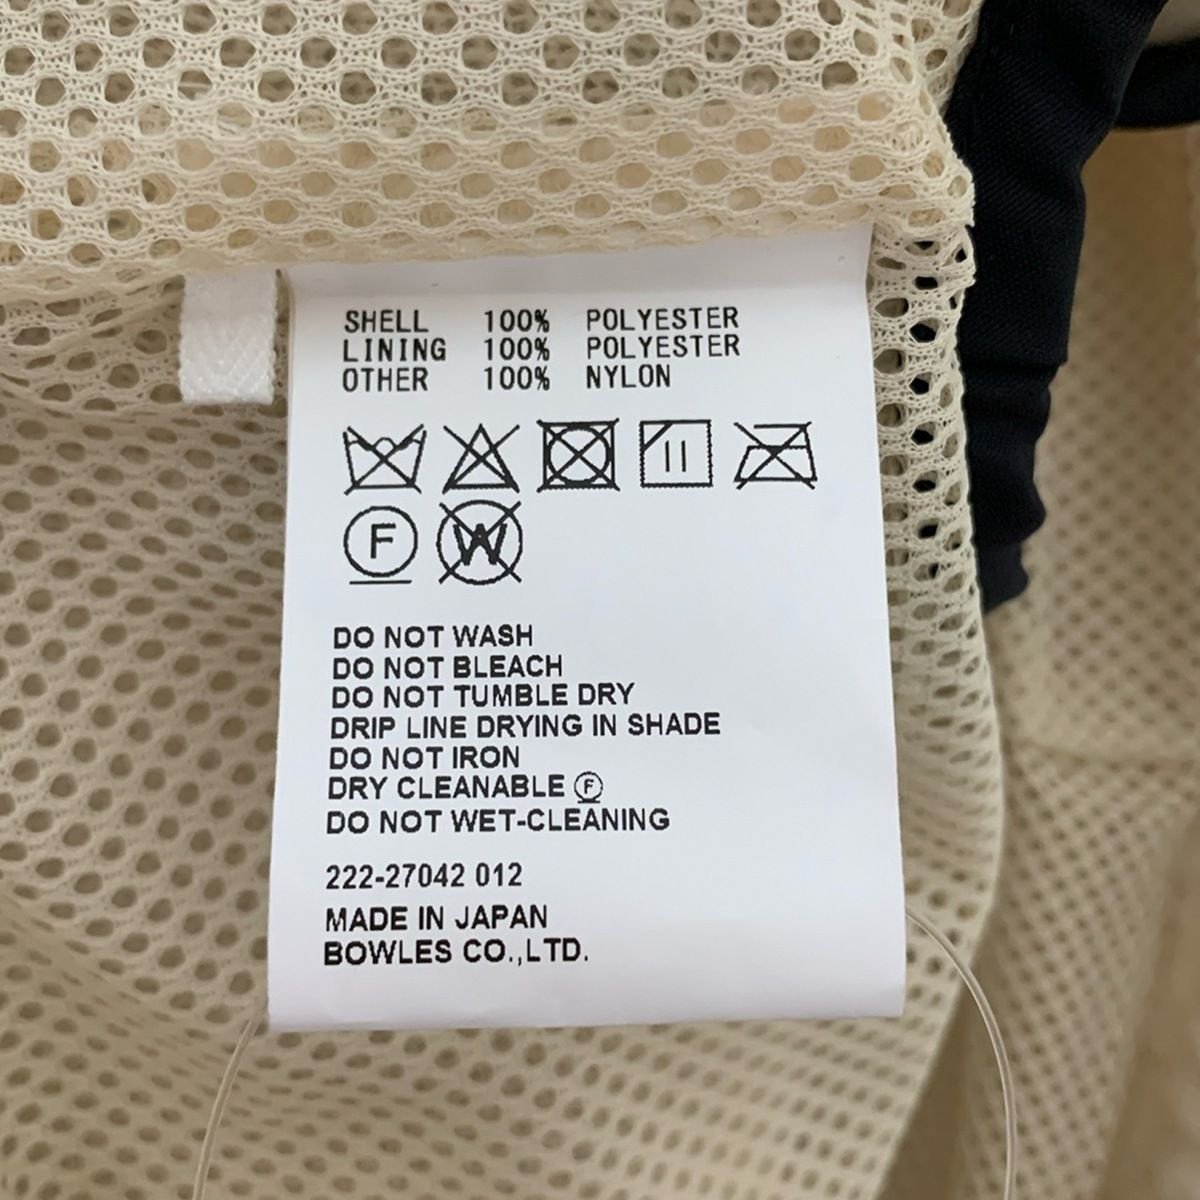 SHELL 100% POLYESTER
LINING 100% POLYESTER
OTHER 100% NYLON
F W
DO NOT WASH
DO NOT BLEACH
DO NOT TUMBLE DRY
DRIP LINE DRYING IN SHADE
DO NOT IRON
DRY CLEANABLE Ⓕ
DO NOT WET-CLEANING
222-27042 012
MADE IN JAPAN
BOWLES CO.,LTD.